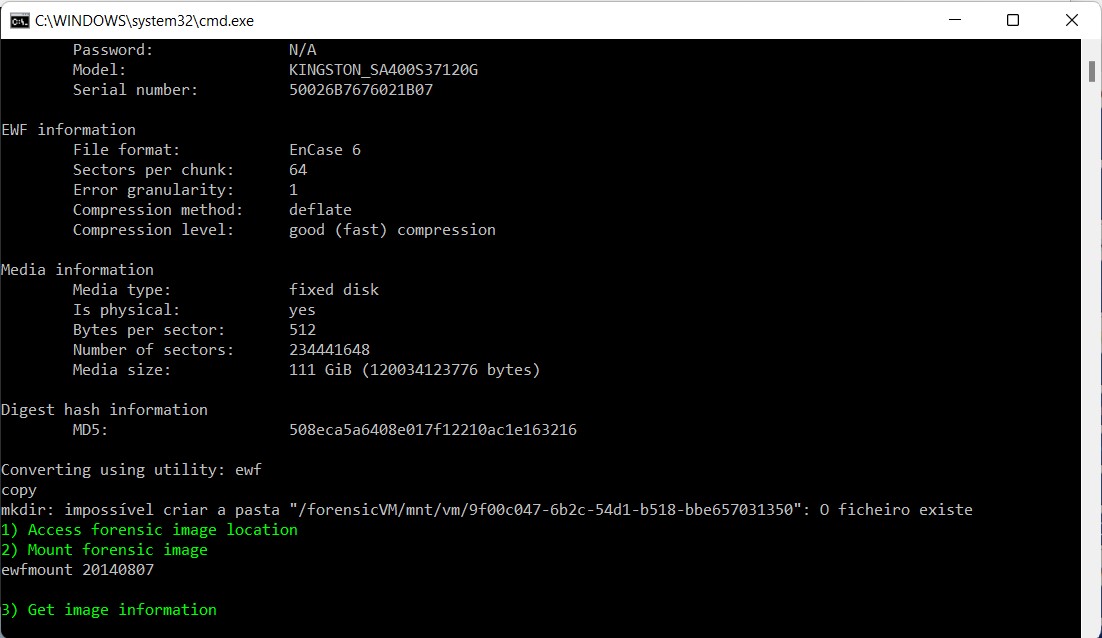 C:\WINDOWS\system32\cmd.exe
Password: N/A
Model: KINGSTON_SA400S37120G
Serial number: 50026B7676021B07
EWF information
File format: EnCase 6
Sectors per chunk: 64
Error granularity: 1
Compression method: deflate
Compression level: good (fast) compression
Media information
Media type: fixed disk
Is physical: yes
Bytes per sector: 512
Number of sectors: 234441648
Media size: 111 GiB (120034123776 bytes)
Digest hash information
MD5: 508eca5a6408e017f12210ac1e163216
Converting using utility: ewf
copy
mkdir: impossível criar a pasta "/forensicVM/mnt/vm/9f00c047-6b2c-54d1-b518-bbe657031350": O ficheiro existe
1) Access forensic image location
2) Mount forensic image
ewfmount 20140807
3) Get image information